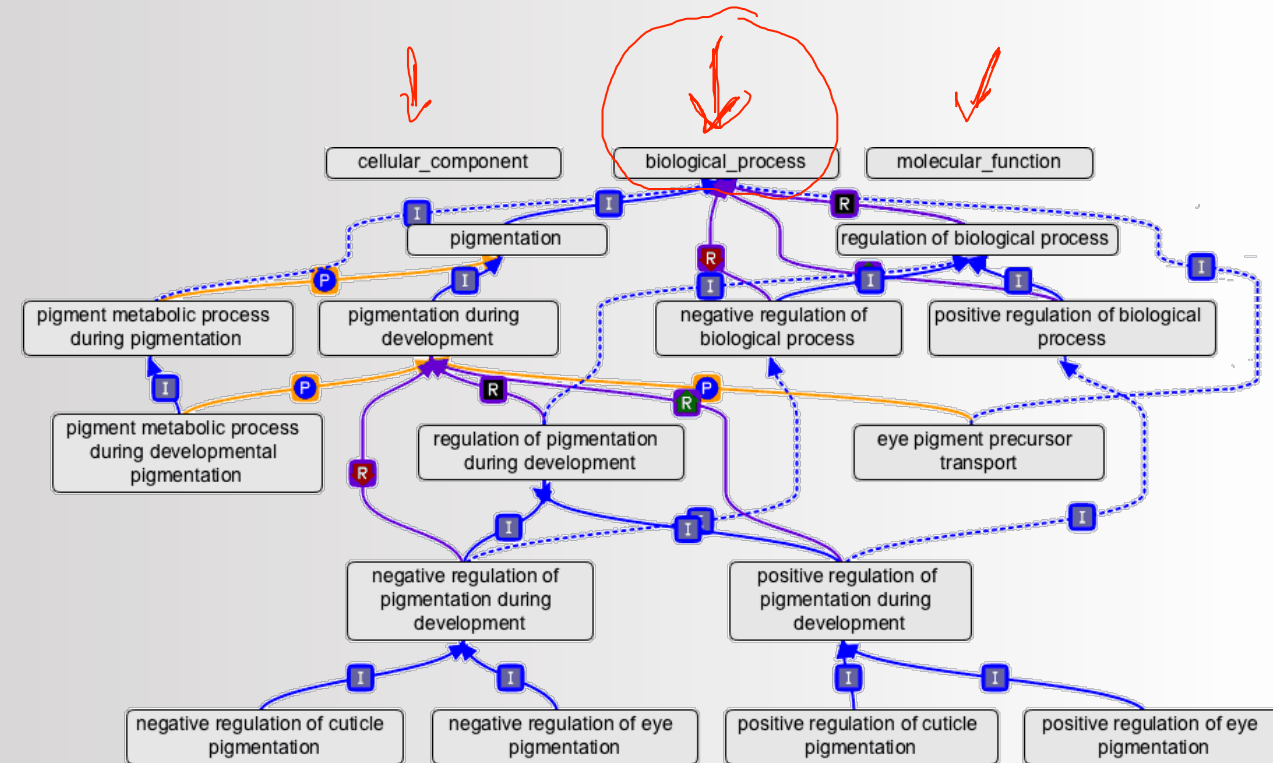 cellular_component
biological_process
molecular_function
I
I
R
pigmentation
regulation of biological process
P
I
R
I
I
I
I
pigment metabolic process
during pigmentation
pigmentation during
development
negative regulation of
biological process
positive regulation of biological
process
I
P
R
R
P
pigment metabolic process
during developmental
pigmentation
regulation of pigmentation
during development
eye pigment precursor
transport
R
I
I
I
negative regulation of
pigmentation during
development
positive regulation of
pigmentation during
development
I
I
I
I
negative regulation of cuticle
pigmentation
negative regulation of eye
pigmentation
positive regulation of cuticle
pigmentation
positive regulation of eye
pigmentation